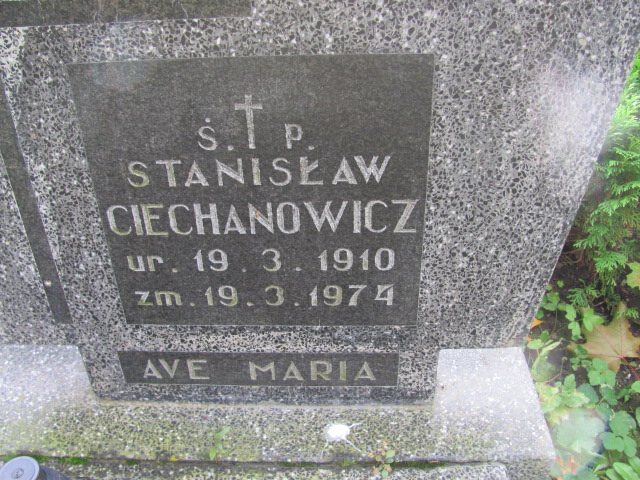 Ś. P.
STANISŁAW
CIECHANOWICZ
ur. 19. 3. 1910
zm. 19. 3. 1974
AVE MARIA